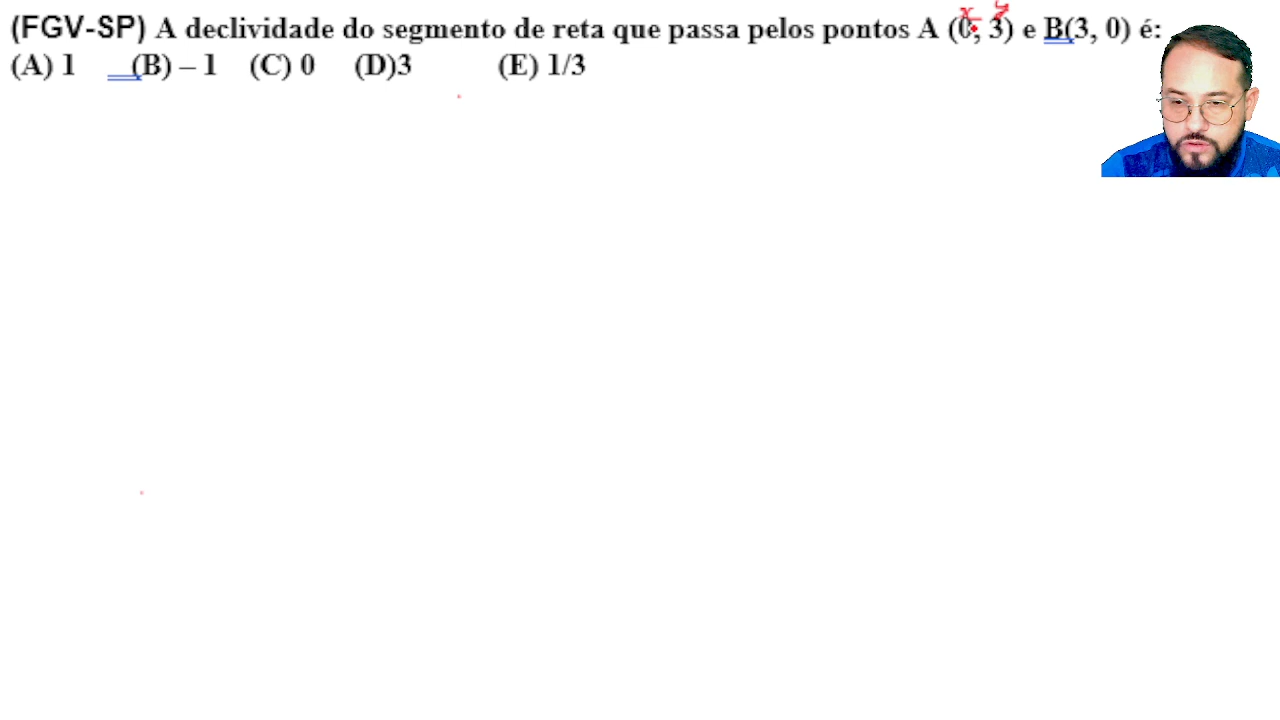 x y
(FGV-SP) A declividade do segmento de reta que passa pelos pontos A (0, 3) e B(3, 0) é:
(A) 1 (B) – 1 (C) 0 (D)3 (E) 1/3